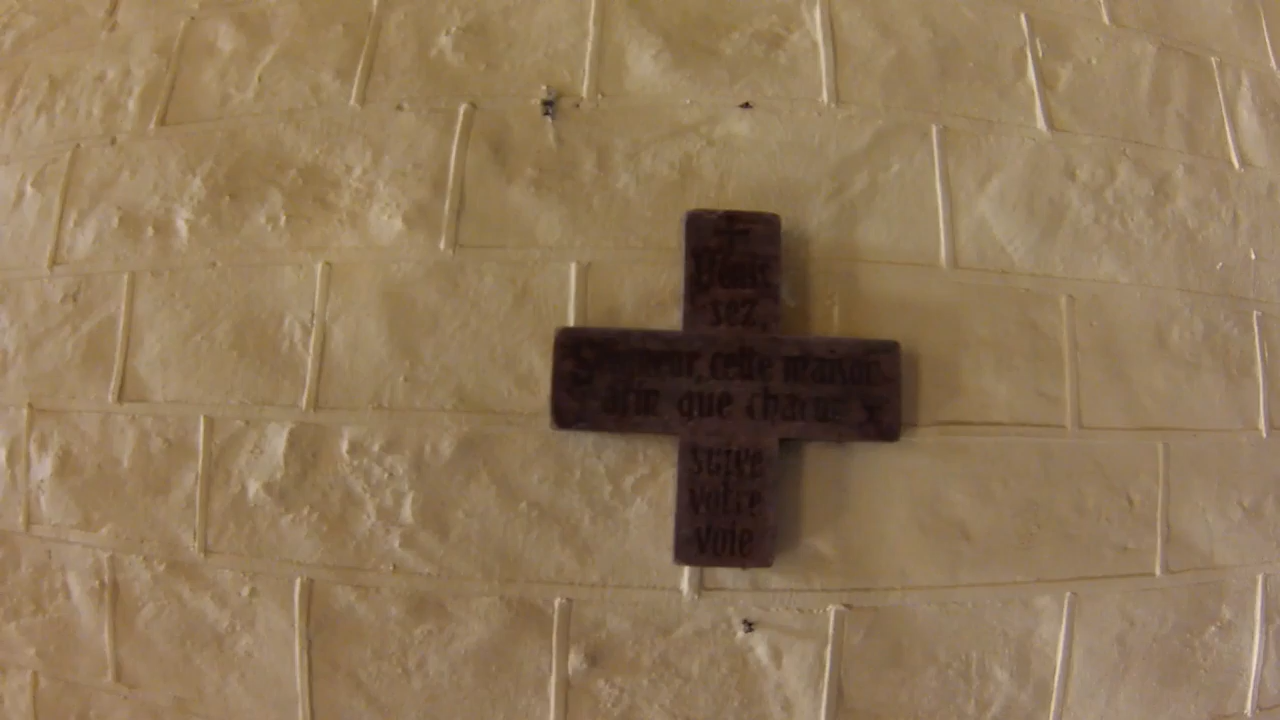 Bénis
sez,
Seigneur, cette maison
afin que chacun
suive
votre
voie